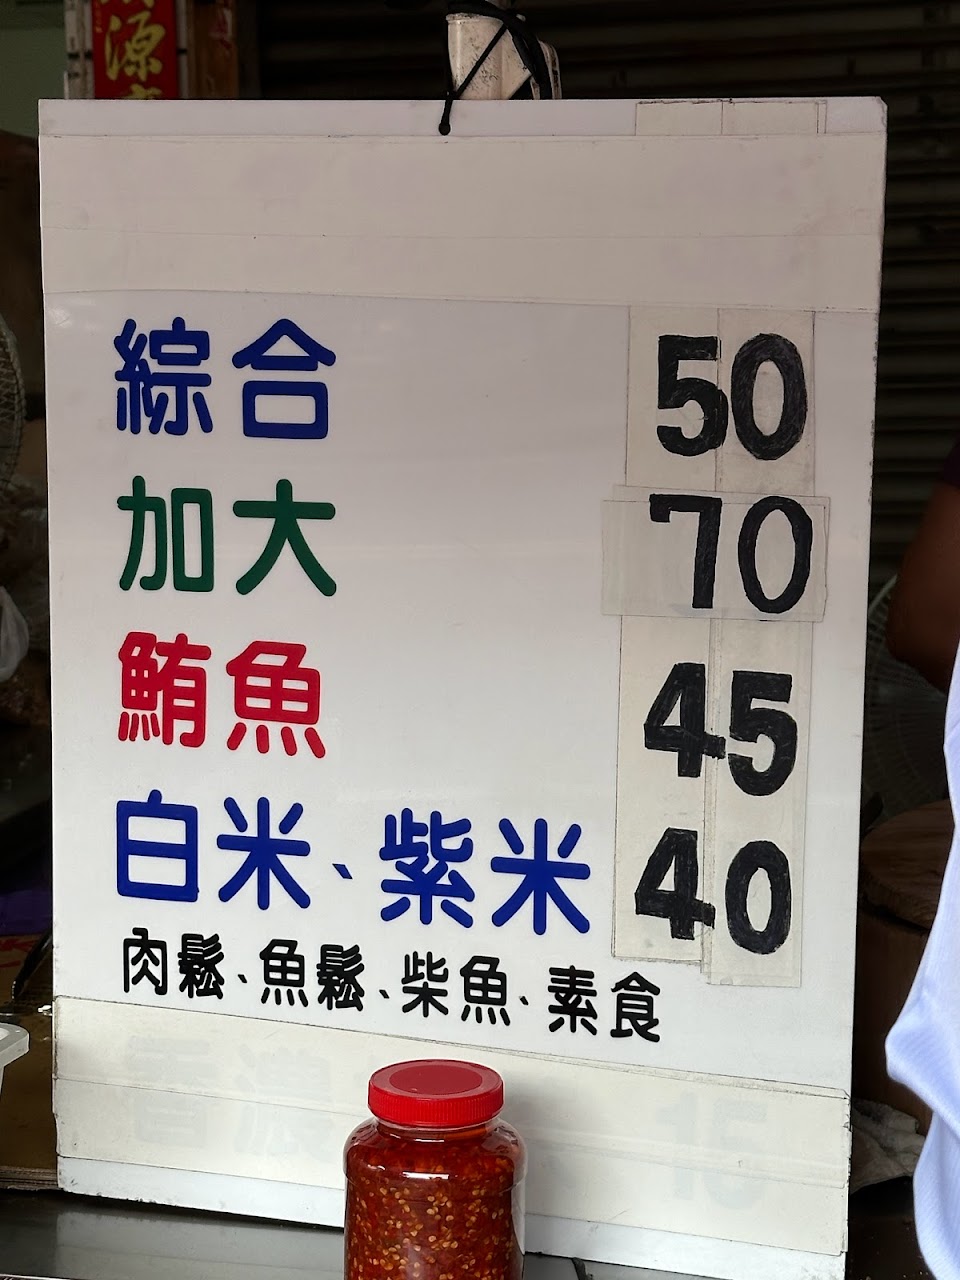 源
綜合 50
加大 70
鮪魚 45
白米、紫米 40
肉鬆、魚鬆、柴魚、素食